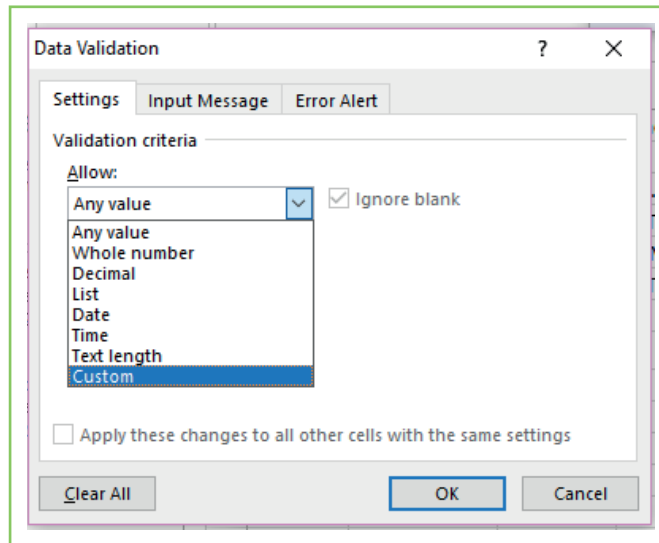 Data Validation ? ×
Settings Input Message Error Alert
Validation criteria
Allow:
Any value Ignore blank
Any value
Whole number
Decimal
List
Date
Time
Text length
Custom
Apply these changes to all other cells with the same settings
Clear All OK Cancel